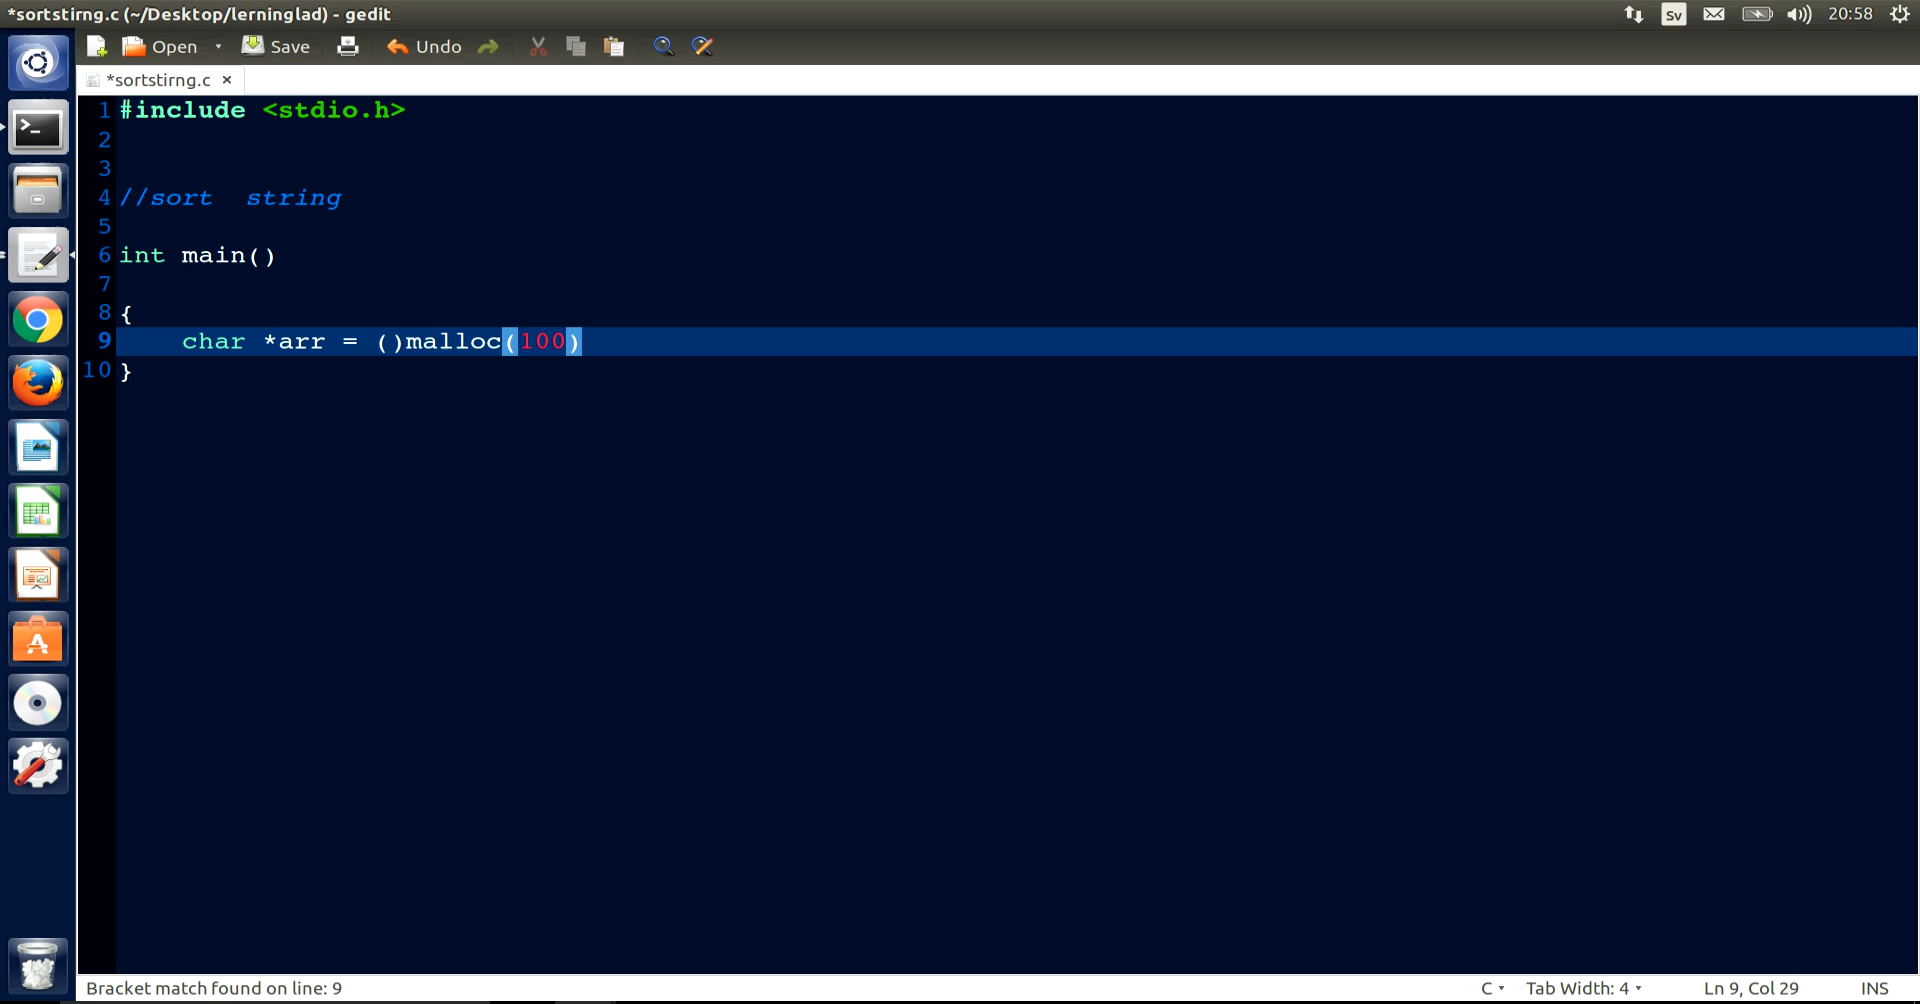 *sortstirng.c (~/Desktop/lerninglad) - gedit
Sv 20:58
Open Save Undo
*sortstirng.c ×
1 #include <stdio.h>
2
3
4 //sort  string
5
6 int main()
7
8 {
9     char *arr = ()malloc(100)
10 }
Bracket match found on line: 9 C Tab Width: 4 Ln 9, Col 29 INS